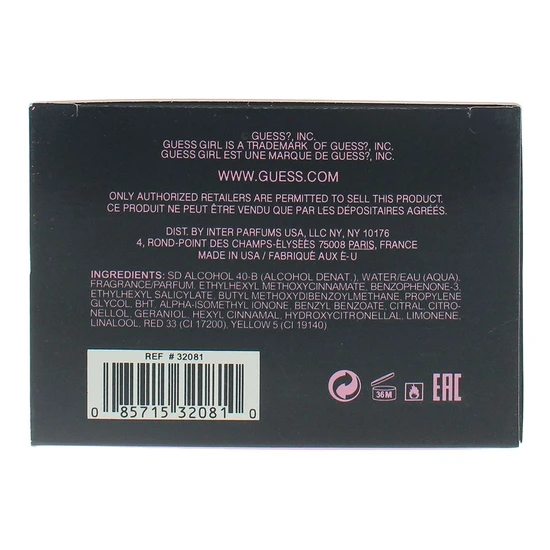 GUESS?, INC.
GUESS GIRL IS A TRADEMARK OF GUESS?, INC.
GUESS GIRL EST UNE MARQUE DE GUESS?, INC.
WWW.GUESS.COM
ONLY AUTHORIZED RETAILERS ARE PERMITTED TO SELL THIS PRODUCT.
CE PRODUIT NE PEUT ÊTRE VENDU QUE PAR LES DÉPOSITAIRES AGRÉÉS.
DIST. BY INTER PARFUMS USA, LLC NY, NY 10176
4, ROND-POINT DES CHAMPS-ÉLYSÉÈS 75008 PARIS, FRANCE
MADE IN USA / FABRIQUÉ AUX É-U
INGREDIENTS: SD ALCOHOL 40-B (ALCOHOL DENAT.), WATER/EAU (AQUA),
FRAGRANCE/PARFUM, ETHYLHEXYL METHOXYCINNAMATE, BENZOPHENONE-3,
ETHYLHEXYL SALICYLATE, BUTYL METHOXYDIBENZOYLMETHANE, PROPYLENE
GLYCOL, BHT, ALPHA-ISOMETHYL IONONE, BENZYL BENZOATE, CITRAL, CITRO-
NELLOL, GERANIOL, HEXYL CINNAMAL, HYDROXYCITRONELLAL, LIMONENE,
LINALOOL, RED 33 (CI 17200), YELLOW 5 (CI 19140)
REF # 32081
0 85715 32081 0
36M
EAC